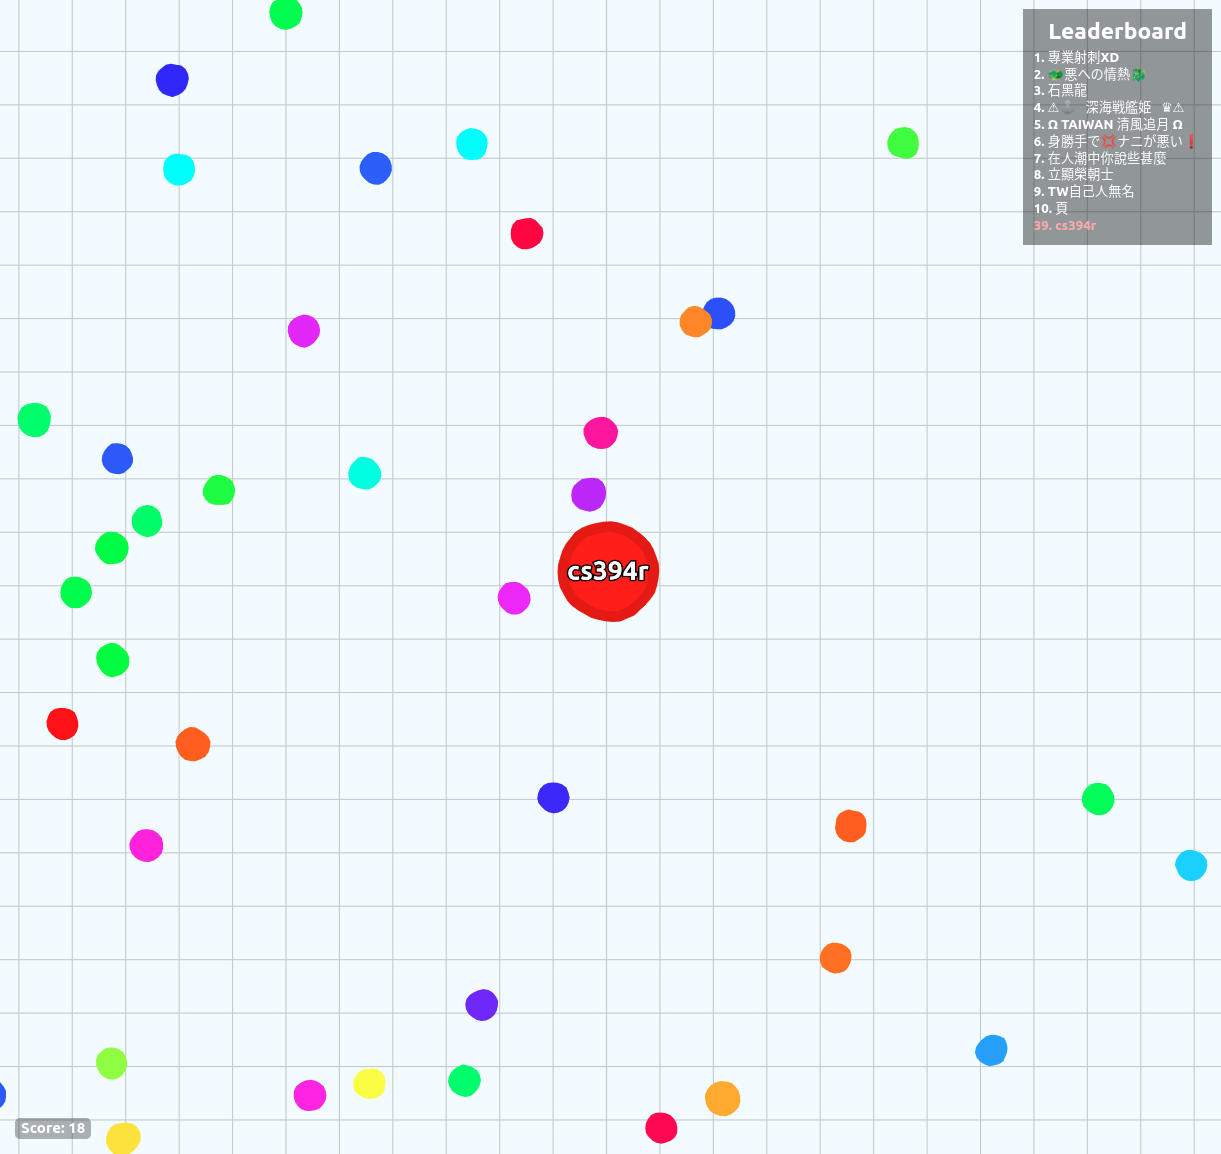 Leaderboard
1. 專業射刺XD
2. 🐲悪への情熱🐉
3. 石黑龍
4. ⚠⚓ 深海戦艦姫 ♛⚠
5. Ω TAIWAN 清風追月 Ω
6. 身勝手で💢ナニが悪い❗
7. 在人潮中你說些甚麼
8. 立顯榮朝士
9. TW自己人無名
10. 頁
39. cs394r
cs394r
Score: 18